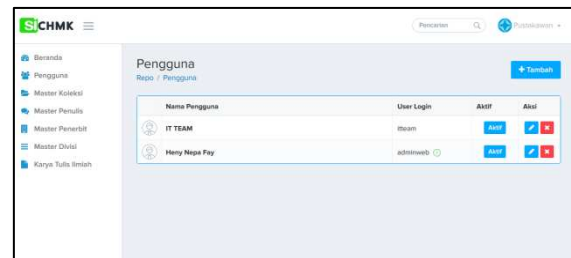 SiCHMK
Pencarian
Pustakawan
Beranda
Pengguna
Master Koleksi
Master Penulis
Master Penerbit
Master Divisi
Karya Tulis Ilmiah
Pengguna
Repo / Pengguna
+ Tambah
Nama Pengguna User Login Aktif Aksi
IT TEAM itteam Aktif
Heny Nepa Fay adminweb Aktif